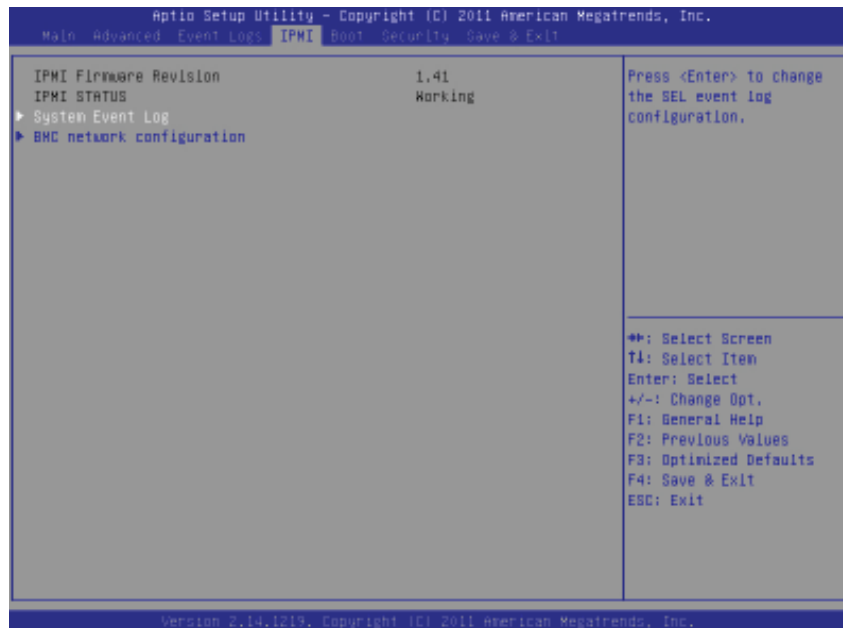 Aptio Setup Utility - Copyright (C) 2011 American Megatrends, Inc.
Main Advanced Event Logs IPMI Boot Security Save & Exit
IPMI Firmware Revision 1.41
IPMI STATUS Working
System Event Log
BMC network configuration
Press <Enter> to change
the SEL event log
configuration.
→←: Select Screen
↑↓: Select Item
Enter: Select
+/-: Change Opt.
F1: General Help
F2: Previous Values
F3: Optimized Defaults
F4: Save & Exit
ESC: Exit
Version 2.14.1219. Copyright (C) 2011 American Megatrends, Inc.